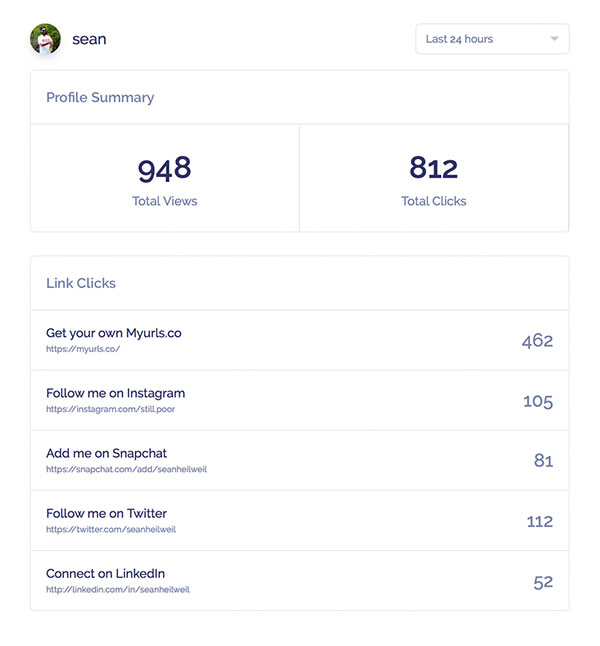 sean
Last 24 hours
Profile Summary
948
812
Total Views
Total Clicks
Link Clicks
Get your own Myurls.co
https://myurls.co/
462
Follow me on Instagram
https://instagram.com/still.poor
105
Add me on Snapchat
https://snapchat.com/add/seanheilweil
81
Follow me on Twitter
https://twitter.com/seanheilweil
112
Connect on LinkedIn
http://linkedin.com/in/seanheilweil
52